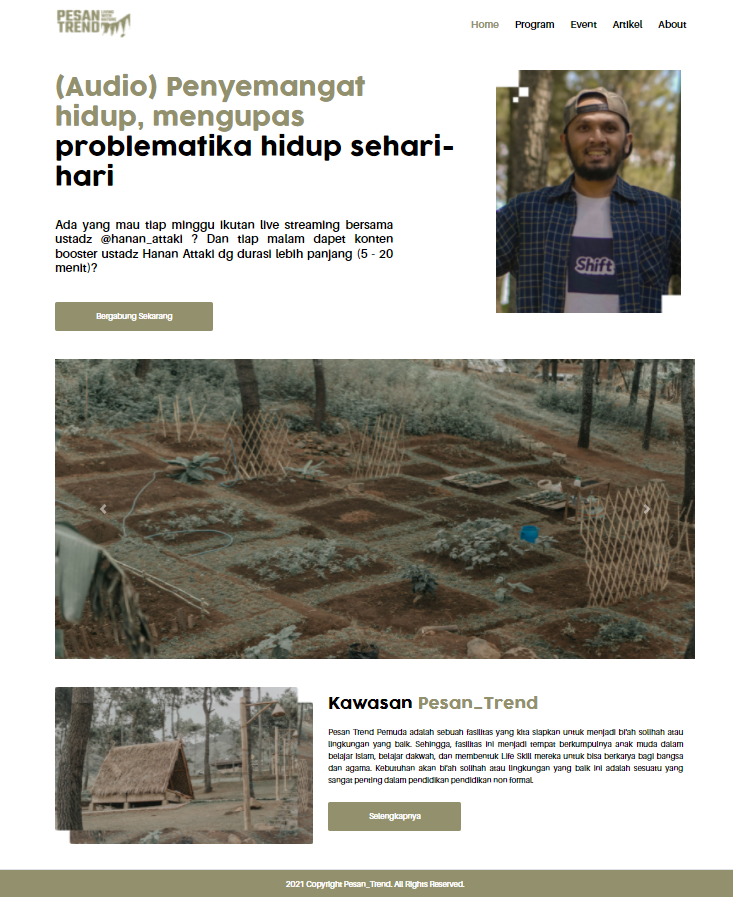 PESAN
TREND
Home Program Event Artikel About
(Audio) Penyemangat
hidup, mengupas
problematika hidup sehari-
hari
Ada yang mau tiap minggu ikutan live streaming bersama
ustadz @hanan_attaki ? Dan tiap malam dapet konten
booster ustadz Hanan Attaki dg durasi lebih panjang (5 - 20
menit)?
Shift
Bergabung Sekarang
Kawasan Pesan_Trend
Pesan Trend Pemuda adalah sebuah fasilitas yang kita siapkan untuk menjadi bi'ah solihah atau
lingkungan yang baik. Sehingga, fasilitas ini menjadi tempat berkumpulnya anak muda dalam
belajar Islam, belajar dakwah, dan membentuk Life Skill mereka untuk bisa berkarya bagi bangsa
dan agama. Kebutuhan akan bi'ah solihah atau lingkungan yang baik ini adalah sesuatu yang
sangat penting dalam pendidikan pendidikan non formal.
Selengkapnya
2021 Copyright Pesan_Trend. All Rights Reserved.